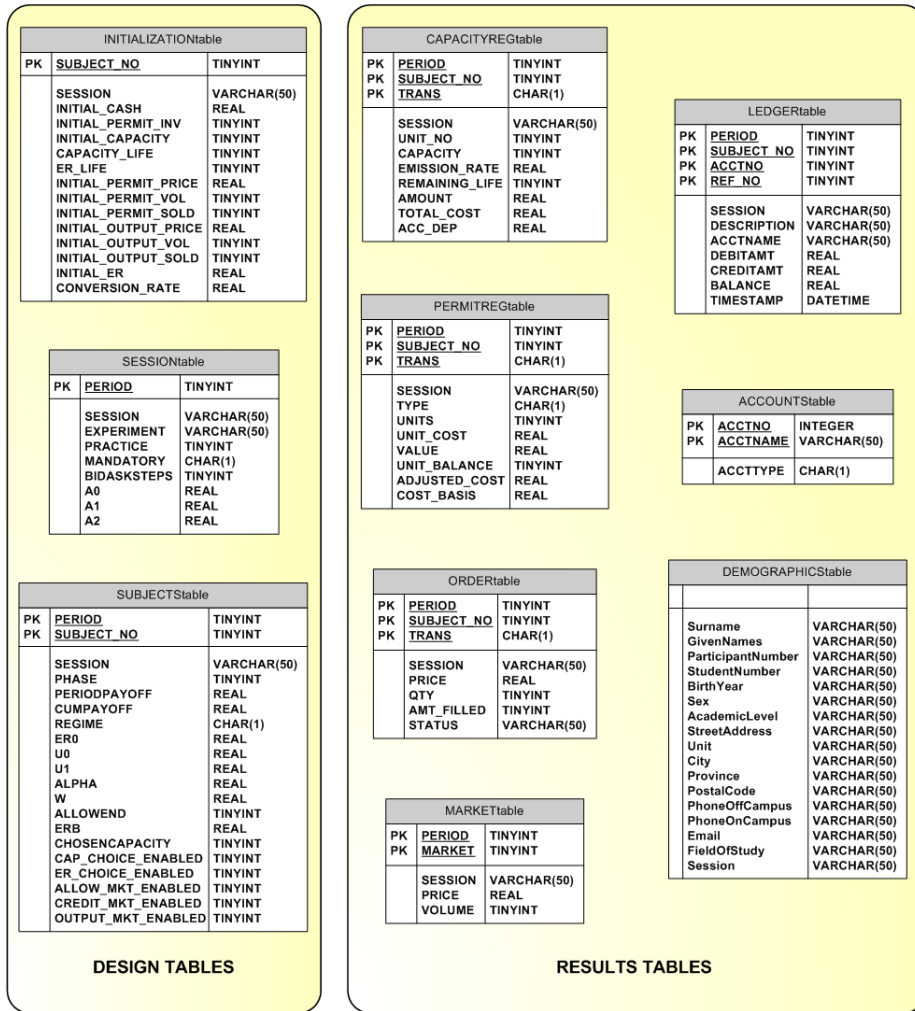 INITIALIZATIONtable
PK SUBJECT_NO TINYINT
SESSION VARCHAR(50)
INITIAL_CASH REAL
INITIAL_PERMIT_INV TINYINT
INITIAL_CAPACITY TINYINT
CAPACITY_LIFE TINYINT
ER_LIFE TINYINT
INITIAL_PERMIT_PRICE REAL
INITIAL_PERMIT_VOL TINYINT
INITIAL_PERMIT_SOLD TINYINT
INITIAL_OUTPUT_PRICE REAL
INITIAL_OUTPUT_VOL TINYINT
INITIAL_OUTPUT_SOLD TINYINT
INITIAL_ER REAL
CONVERSION_RATE REAL
SESSIONtable
PK PERIOD TINYINT
SESSION VARCHAR(50)
EXPERIMENT VARCHAR(50)
PRACTICE TINYINT
MANDATORY CHAR(1)
BIDASKSTEPS TINYINT
A0 REAL
A1 REAL
A2 REAL
SUBJECTStable
PK PERIOD TINYINT
PK SUBJECT_NO TINYINT
SESSION VARCHAR(50)
PHASE TINYINT
PERIODPAYOFF REAL
CUMPAYOFF REAL
REGIME CHAR(1)
ER0 REAL
U0 REAL
U1 REAL
ALPHA REAL
W REAL
ALLOWEND TINYINT
ERB REAL
CHOSENCAPACITY TINYINT
CAP_CHOICE_ENABLED TINYINT
ER_CHOICE_ENABLED TINYINT
ALLOW_MKT_ENABLED TINYINT
CREDIT_MKT_ENABLED TINYINT
OUTPUT_MKT_ENABLED TINYINT
DESIGN TABLES
CAPACITYREGtable
PK PERIOD TINYINT
PK SUBJECT_NO TINYINT
PK TRANS CHAR(1)
SESSION VARCHAR(50)
UNIT_NO TINYINT
CAPACITY TINYINT
EMISSION_RATE REAL
REMAINING_LIFE TINYINT
AMOUNT REAL
TOTAL_COST REAL
ACC_DEP REAL
PERMITREGtable
PK PERIOD TINYINT
PK SUBJECT_NO TINYINT
PK TRANS CHAR(1)
SESSION VARCHAR(50)
TYPE CHAR(1)
UNITS TINYINT
UNIT_COST REAL
VALUE REAL
UNIT_BALANCE TINYINT
ADJUSTED_COST REAL
COST_BASIS REAL
ORDERtable
PK PERIOD TINYINT
PK SUBJECT_NO TINYINT
PK TRANS CHAR(1)
SESSION VARCHAR(50)
PRICE REAL
QTY TINYINT
AMT_FILLED TINYINT
STATUS VARCHAR(50)
MARKETtable
PK PERIOD TINYINT
PK MARKET TINYINT
SESSION VARCHAR(50)
PRICE REAL
VOLUME TINYINT
LEDGERtable
PK PERIOD TINYINT
PK SUBJECT_NO TINYINT
PK ACCTNO TINYINT
PK REF_NO TINYINT
SESSION VARCHAR(50)
DESCRIPTION VARCHAR(50)
ACCTNAME VARCHAR(50)
DEBITAMT REAL
CREDITAMT REAL
BALANCE REAL
TIMESTAMP DATETIME
ACCOUNTStable
PK ACCTNO INTEGER
PK ACCTNAME VARCHAR(50)
ACCTTYPE CHAR(1)
DEMOGRAPHICStable
Surname VARCHAR(50)
GivenNames VARCHAR(50)
ParticipantNumber VARCHAR(50)
StudentNumber VARCHAR(50)
BirthYear VARCHAR(50)
Sex VARCHAR(50)
AcademicLevel VARCHAR(50)
StreetAddress VARCHAR(50)
Unit VARCHAR(50)
City VARCHAR(50)
Province VARCHAR(50)
PostalCode VARCHAR(50)
PhoneOffCampus VARCHAR(50)
PhoneOnCampus VARCHAR(50)
Email VARCHAR(50)
FieldOfStudy VARCHAR(50)
Session VARCHAR(50)
RESULTS TABLES